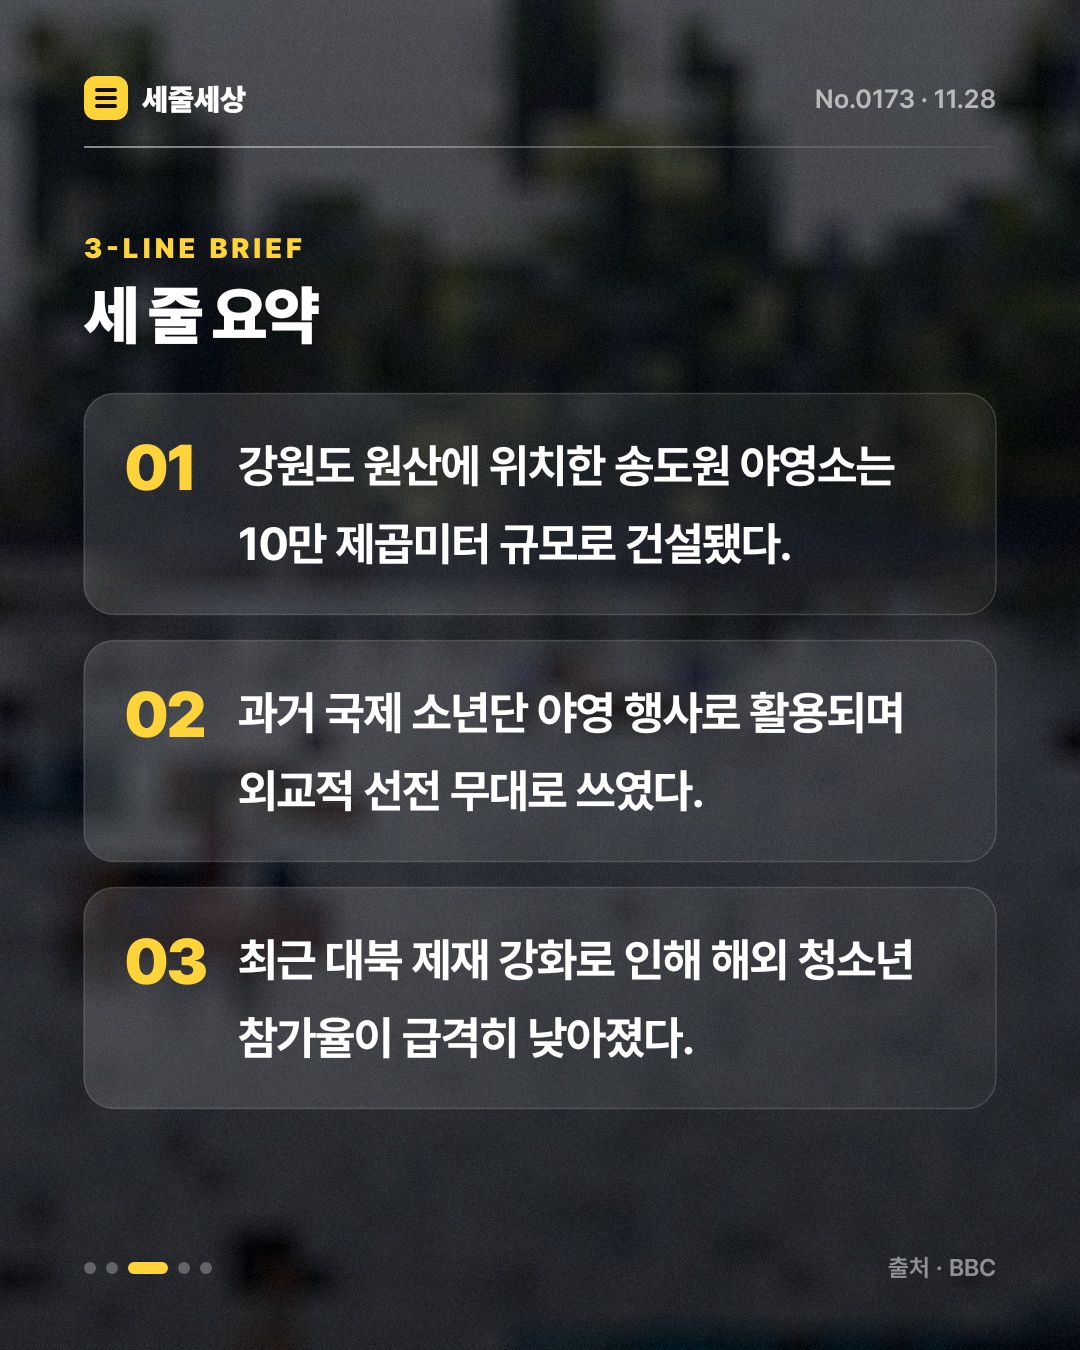 세줄세상
No.0173 · 11.28
3-LINE BRIEF
세 줄 요약
01
강원도 원산에 위치한 송도원 야영소는
10만 제곱미터 규모로 건설됐다.
02
과거 국제 소년단 야영 행사로 활용되며
외교적 선전 무대로 쓰였다.
03
최근 대북 제재 강화로 인해 해외 청소년
참가율이 급격히 낮아졌다.
출처 · BBC